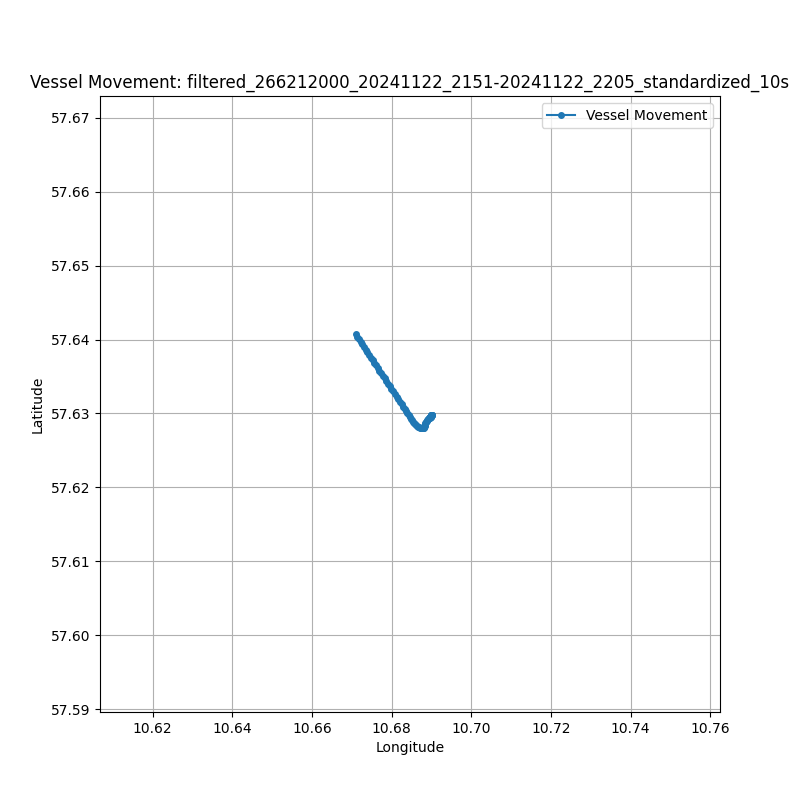 Vessel Movement: filtered_266212000_20241122_2151-20241122_2205_standardized_10s
Vessel Movement
57.67
57.66
57.65
57.64
57.63
57.62
57.61
57.60
57.59
Latitude
10.62 10.64 10.66 10.68 10.70 10.72 10.74 10.76
Longitude